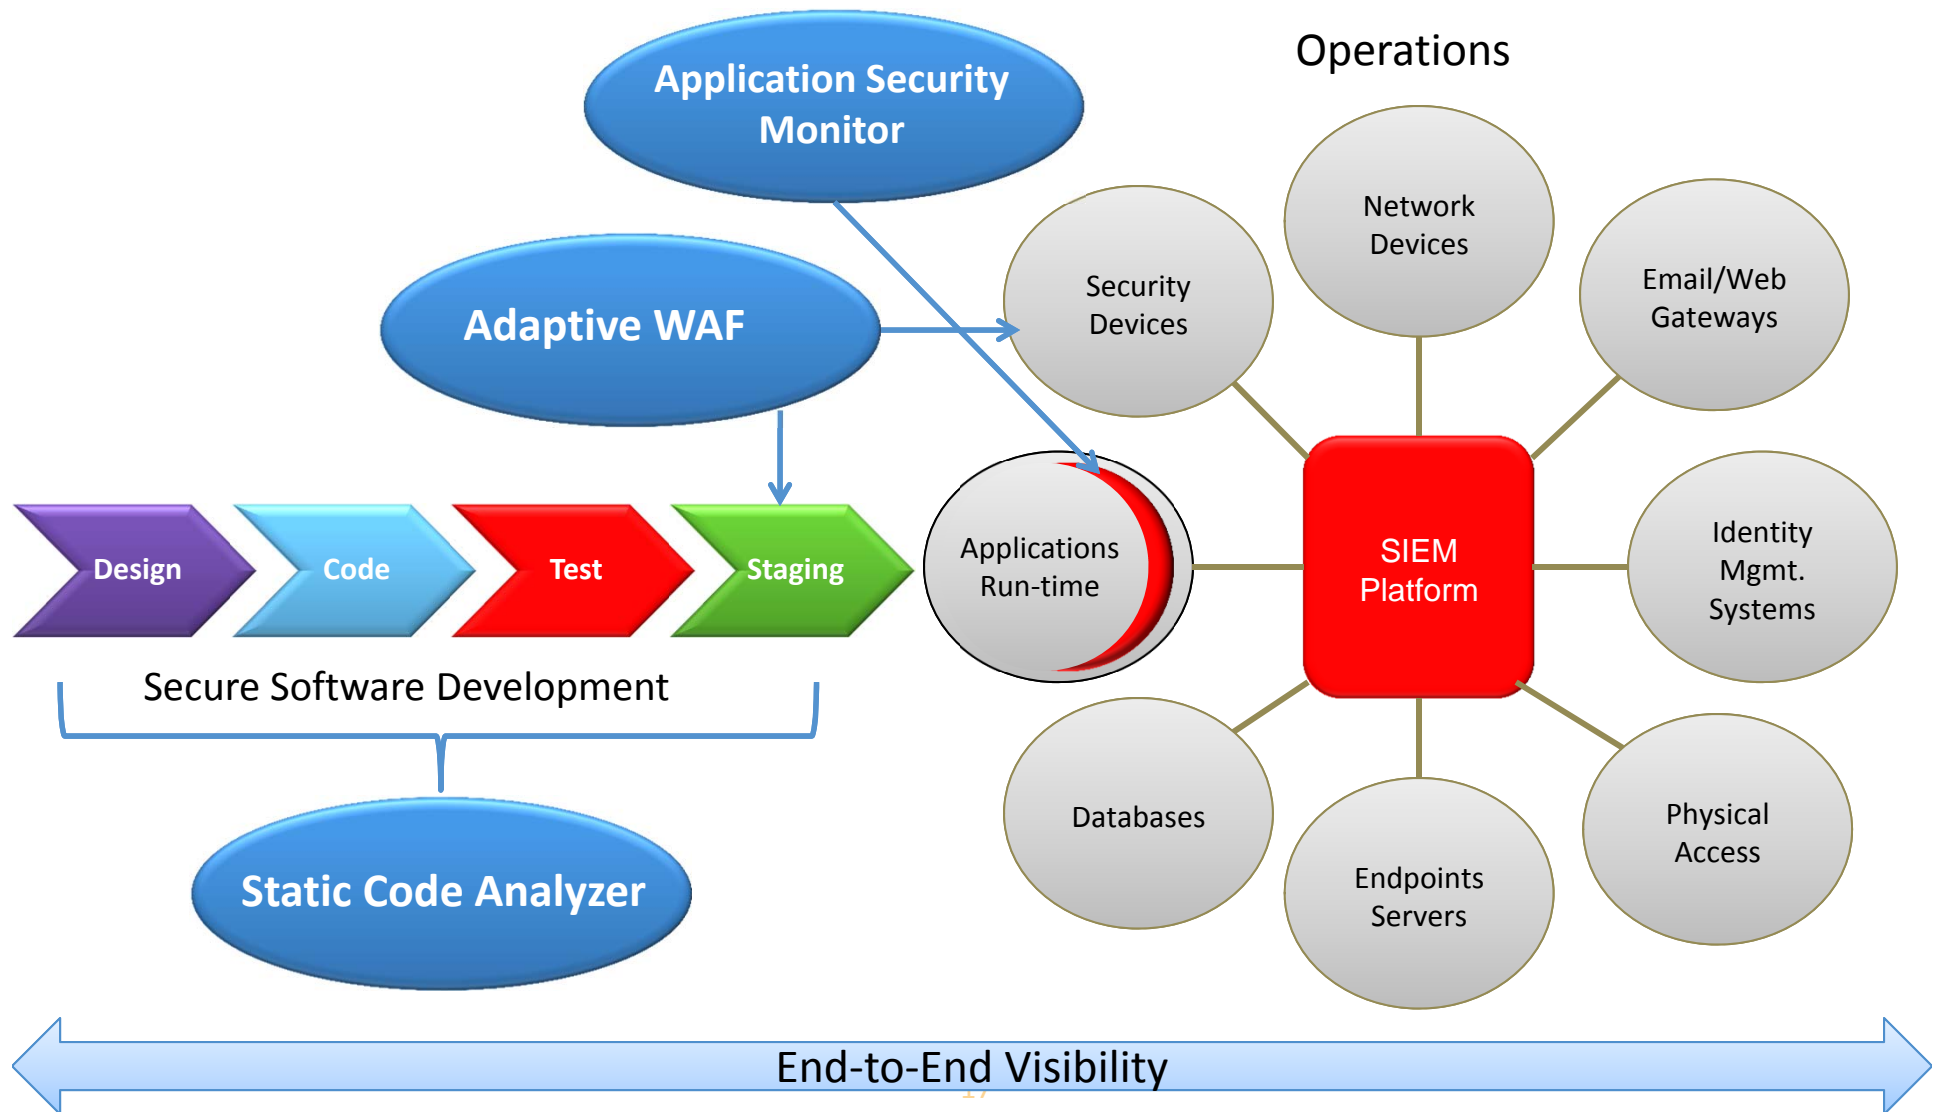 Operations
Application Security
Monitor
Network
Devices
Security
Devices
Email/Web
Gateways
Adaptive WAF
Design
Code
Test
Staging
Applications
Run-time
SIEM
Platform
Identity
Mgmt.
Systems
Secure Software Development
Databases
Physical
Access
Static Code Analyzer
Endpoints
Servers
End-to-End Visibility
17